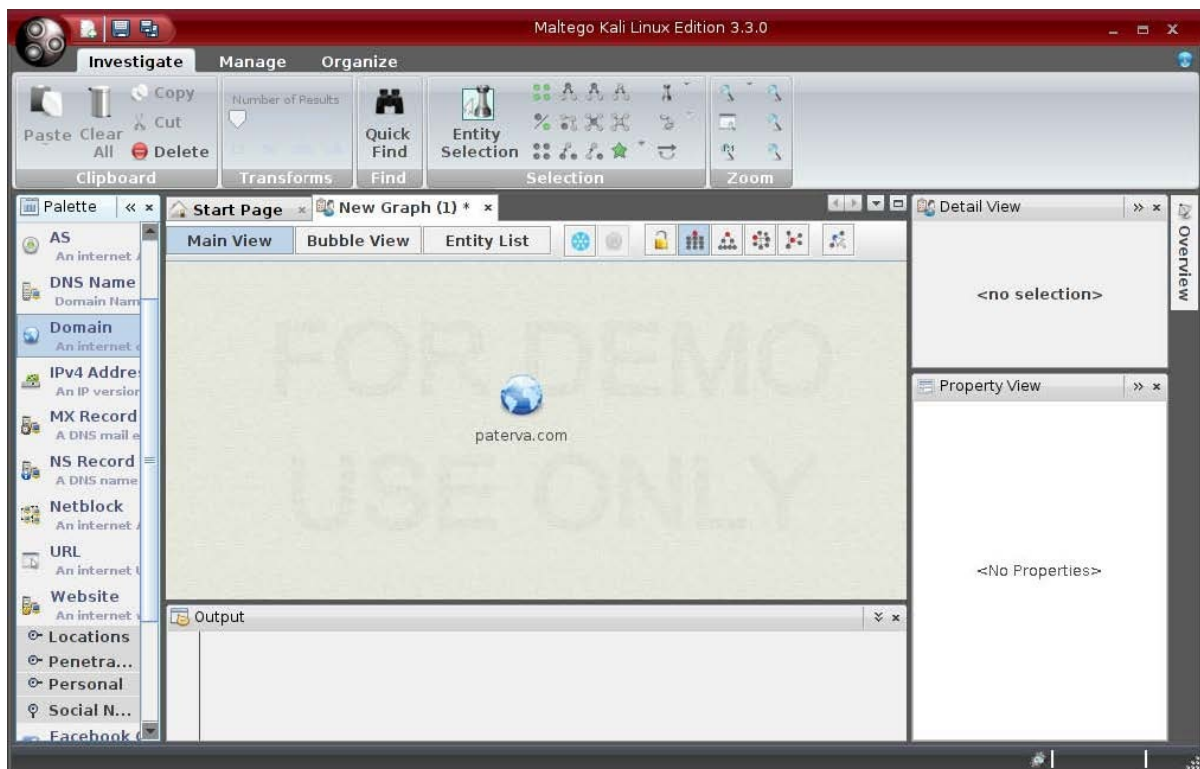 Maltego Kali Linux Edition 3.3.0
Investigate Manage Organize
Paste
Clear All
Copy
Cut
Delete
Clipboard
Number of Results
Transforms
Quick Find
Find
Entity Selection
Selection
Zoom
Palette
AS
An internet A
DNS Name
Domain Nam
Domain
An internet
IPv4 Addre
An IP version
MX Record
A DNS mail e
NS Record
A DNS name
Netblock
An internet A
URL
An internet U
Website
An internet
Locations
Penetra...
Personal
Social N...
Facebook
Start Page
New Graph (1) *
Main View Bubble View Entity List
FOR DEMO
USE ONLY
paterva.com
Output
Detail View
<no selection>
Property View
<No Properties>
Overview